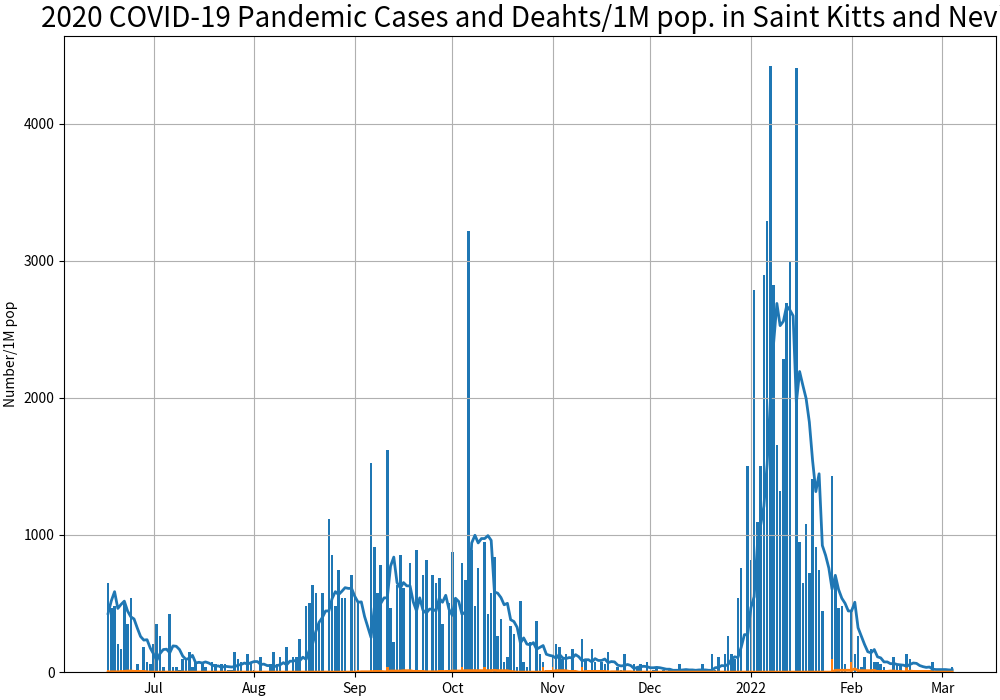 2020 COVID-19 Pandemic Cases and Deahts/1M pop. in Saint Kitts and Nev
Number/1M pop
4000
3000
2000
1000
0
Jul Aug Sep Oct Nov Dec 2022 Feb Mar